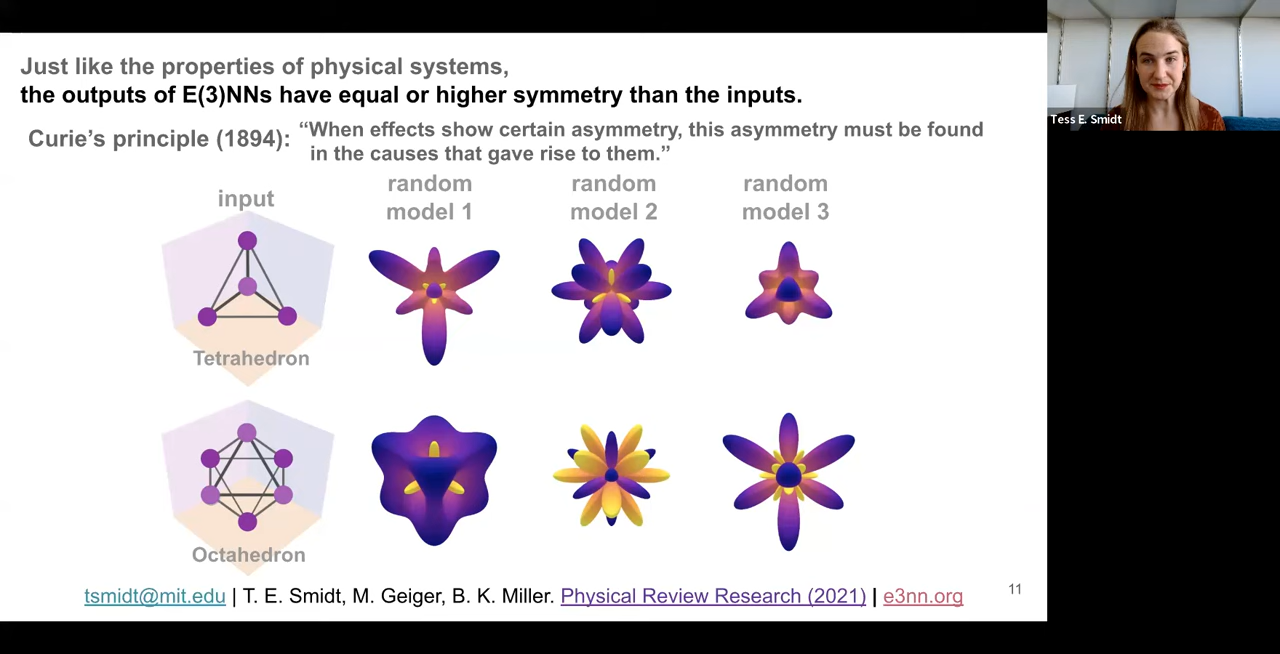 Just like the properties of physical systems,
the outputs of E(3)NNs have equal or higher symmetry than the inputs.
Curie's principle (1894):
“When effects show certain asymmetry, this asymmetry must be found
in the causes that gave rise to them.”
input
random
model 1
random
model 2
random
model 3
Tetrahedron
Octahedron
tsmidt@mit.edu | T. E. Smidt, M. Geiger, B. K. Miller. Physical Review Research (2021) | e3nn.org
11
Tess E. Smidt